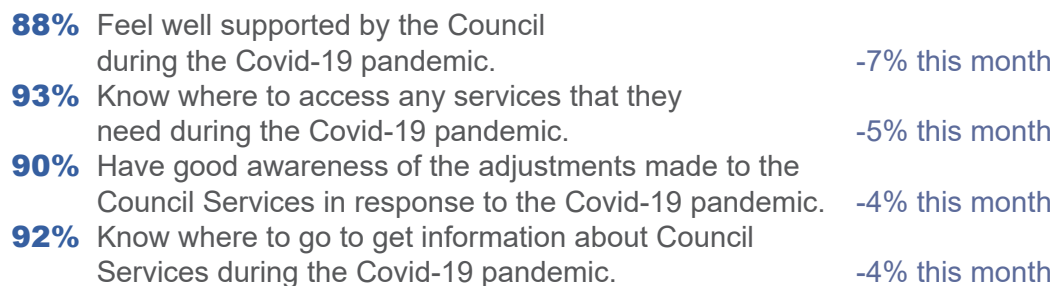 88% Feel well supported by the Council
during the Covid-19 pandemic. -7% this month
93% Know where to access any services that they
need during the Covid-19 pandemic. -5% this month
90% Have good awareness of the adjustments made to the
Council Services in response to the Covid-19 pandemic. -4% this month
92% Know where to go to get information about Council
Services during the Covid-19 pandemic. -4% this month